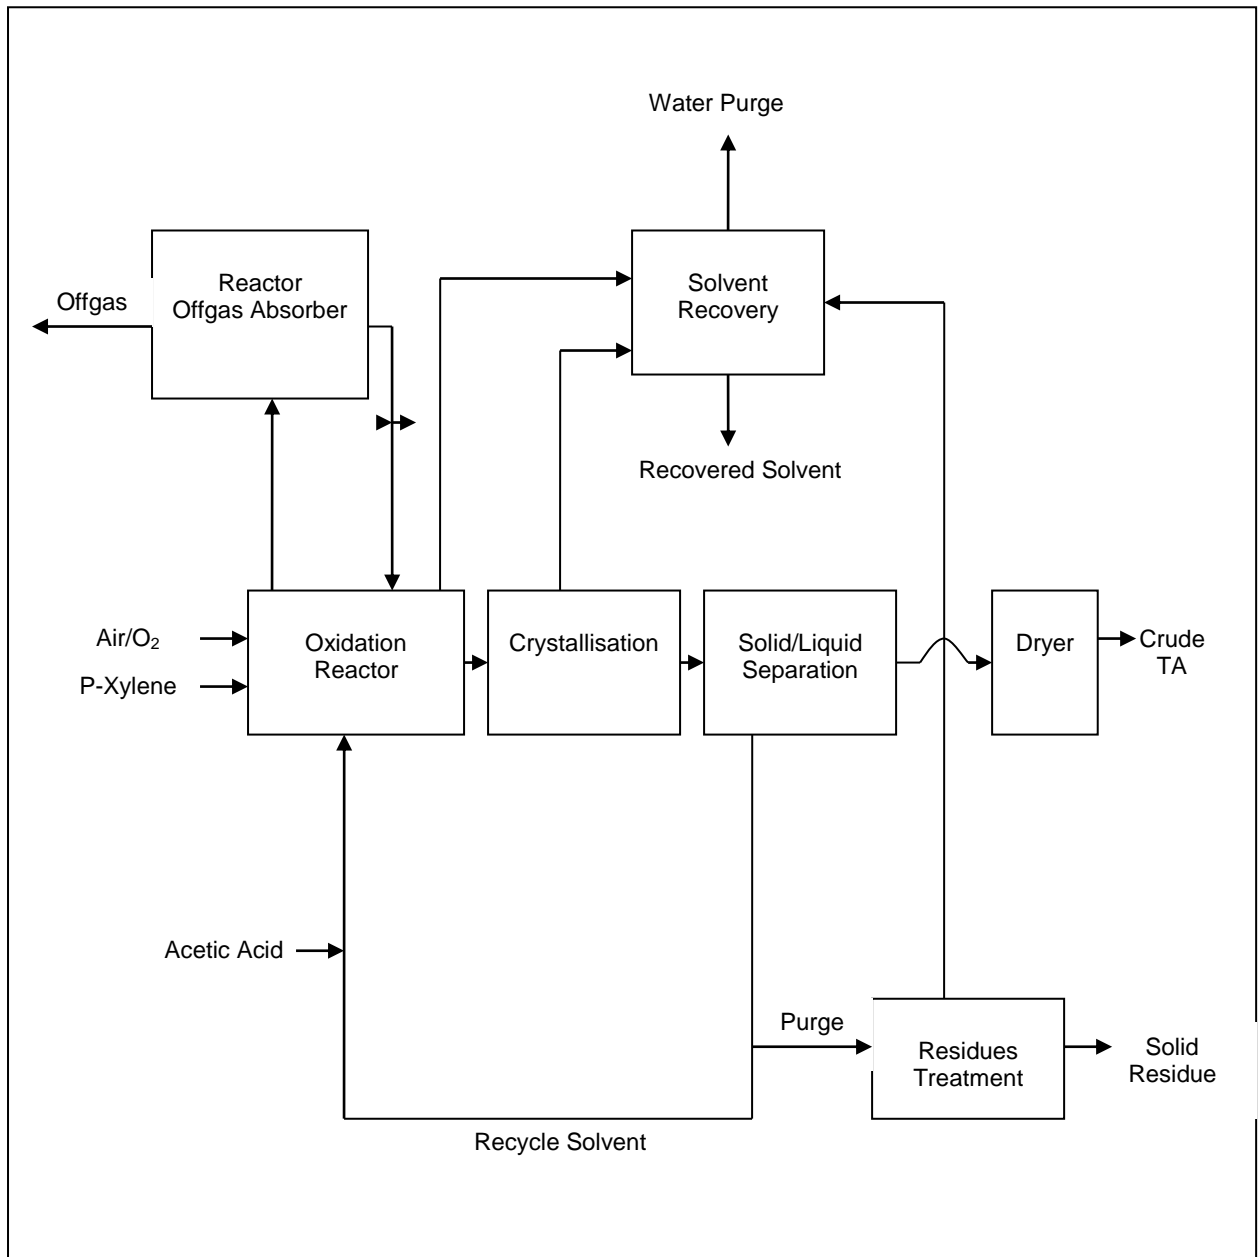 Water Purge
Reactor
Offgas Absorber
Offgas
Solvent
Recovery
Recovered Solvent
Air/O₂
P-Xylene
Oxidation
Reactor
Crystallisation
Solid/Liquid
Separation
Dryer
Crude
TA
Acetic Acid
Purge
Residues
Treatment
Solid
Residue
Recycle Solvent